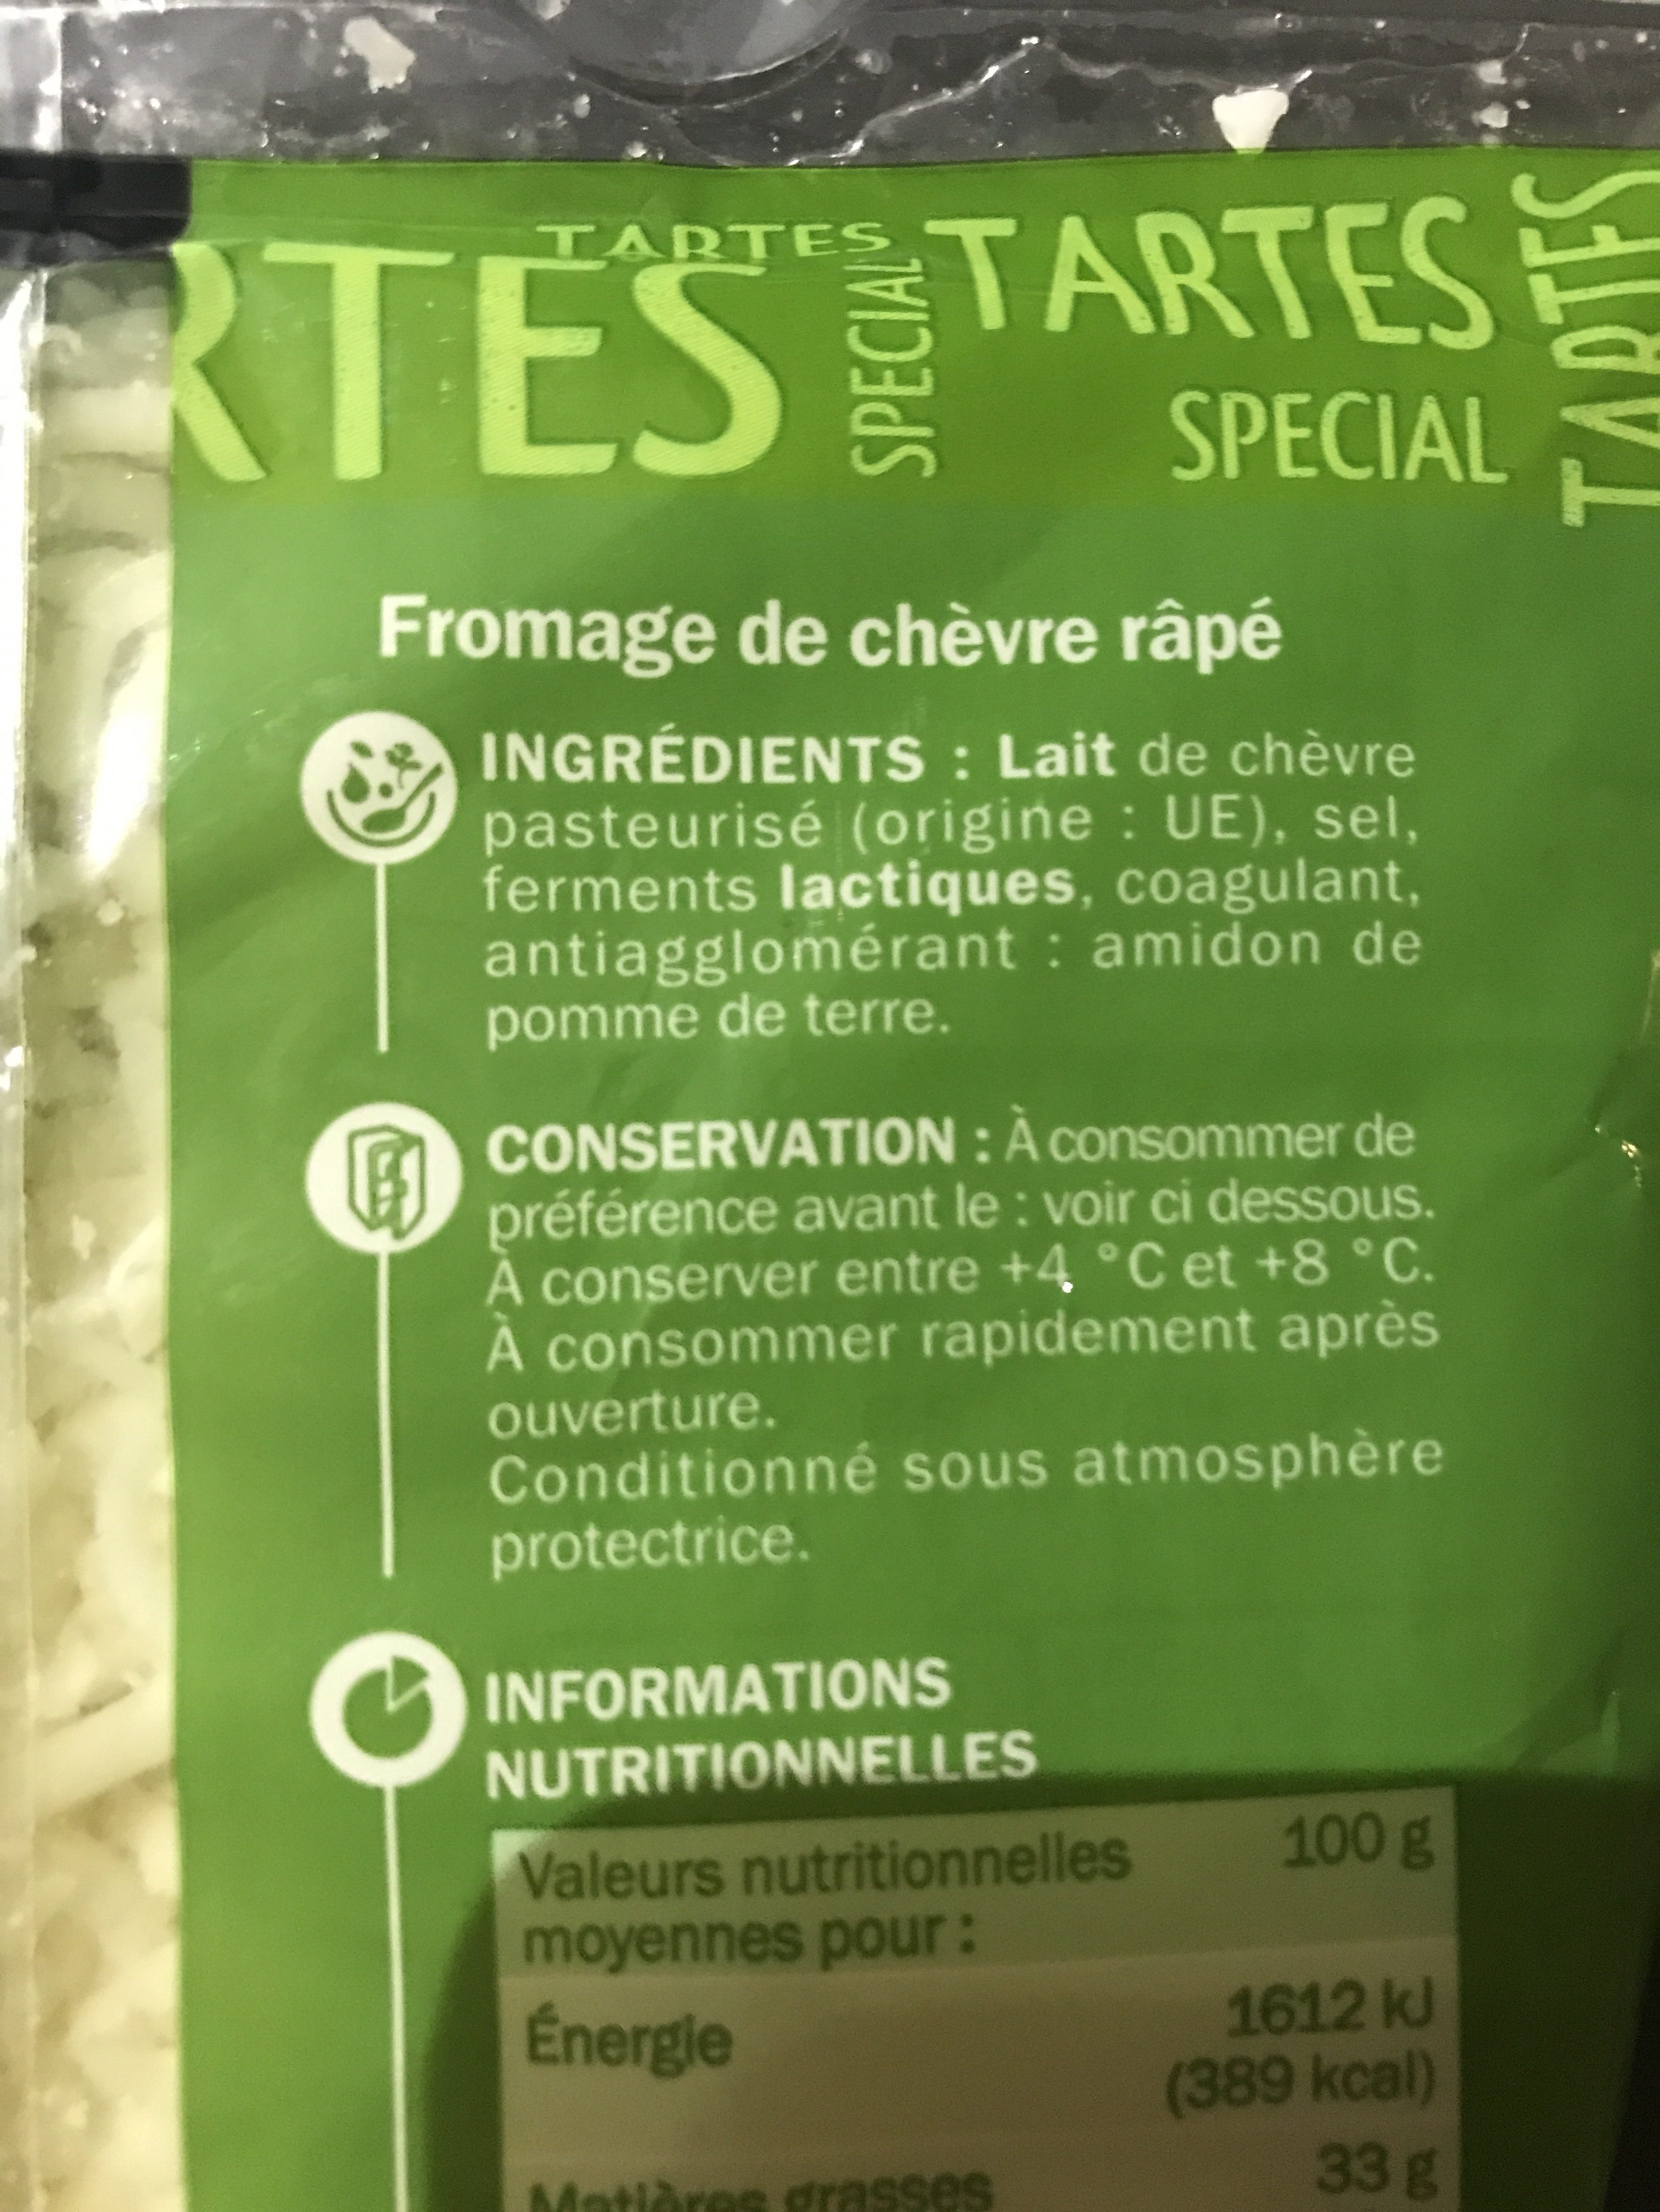 RTES
TARTES
SPECIAL
TARTES
SPECIAL
TARTES
Fromage de chèvre râpé
INGRÉDIENTS : Lait de chèvre
pasteurisé (origine : UE), sel,
ferments lactiques, coagulant,
antiagglomérant : amidon de
pomme de terre.
CONSERVATION : À consommer de
préférence avant le : voir ci dessous.
À conserver entre +4 °C et +8 °C.
À consommer rapidement après
ouverture.
Conditionné sous atmosphère
protectrice.
INFORMATIONS
NUTRITIONNELLES
Valeurs nutritionnelles 100 g
moyennes pour :
Énergie 1612 kJ
(389 kcal)
Matières grasses 33 g